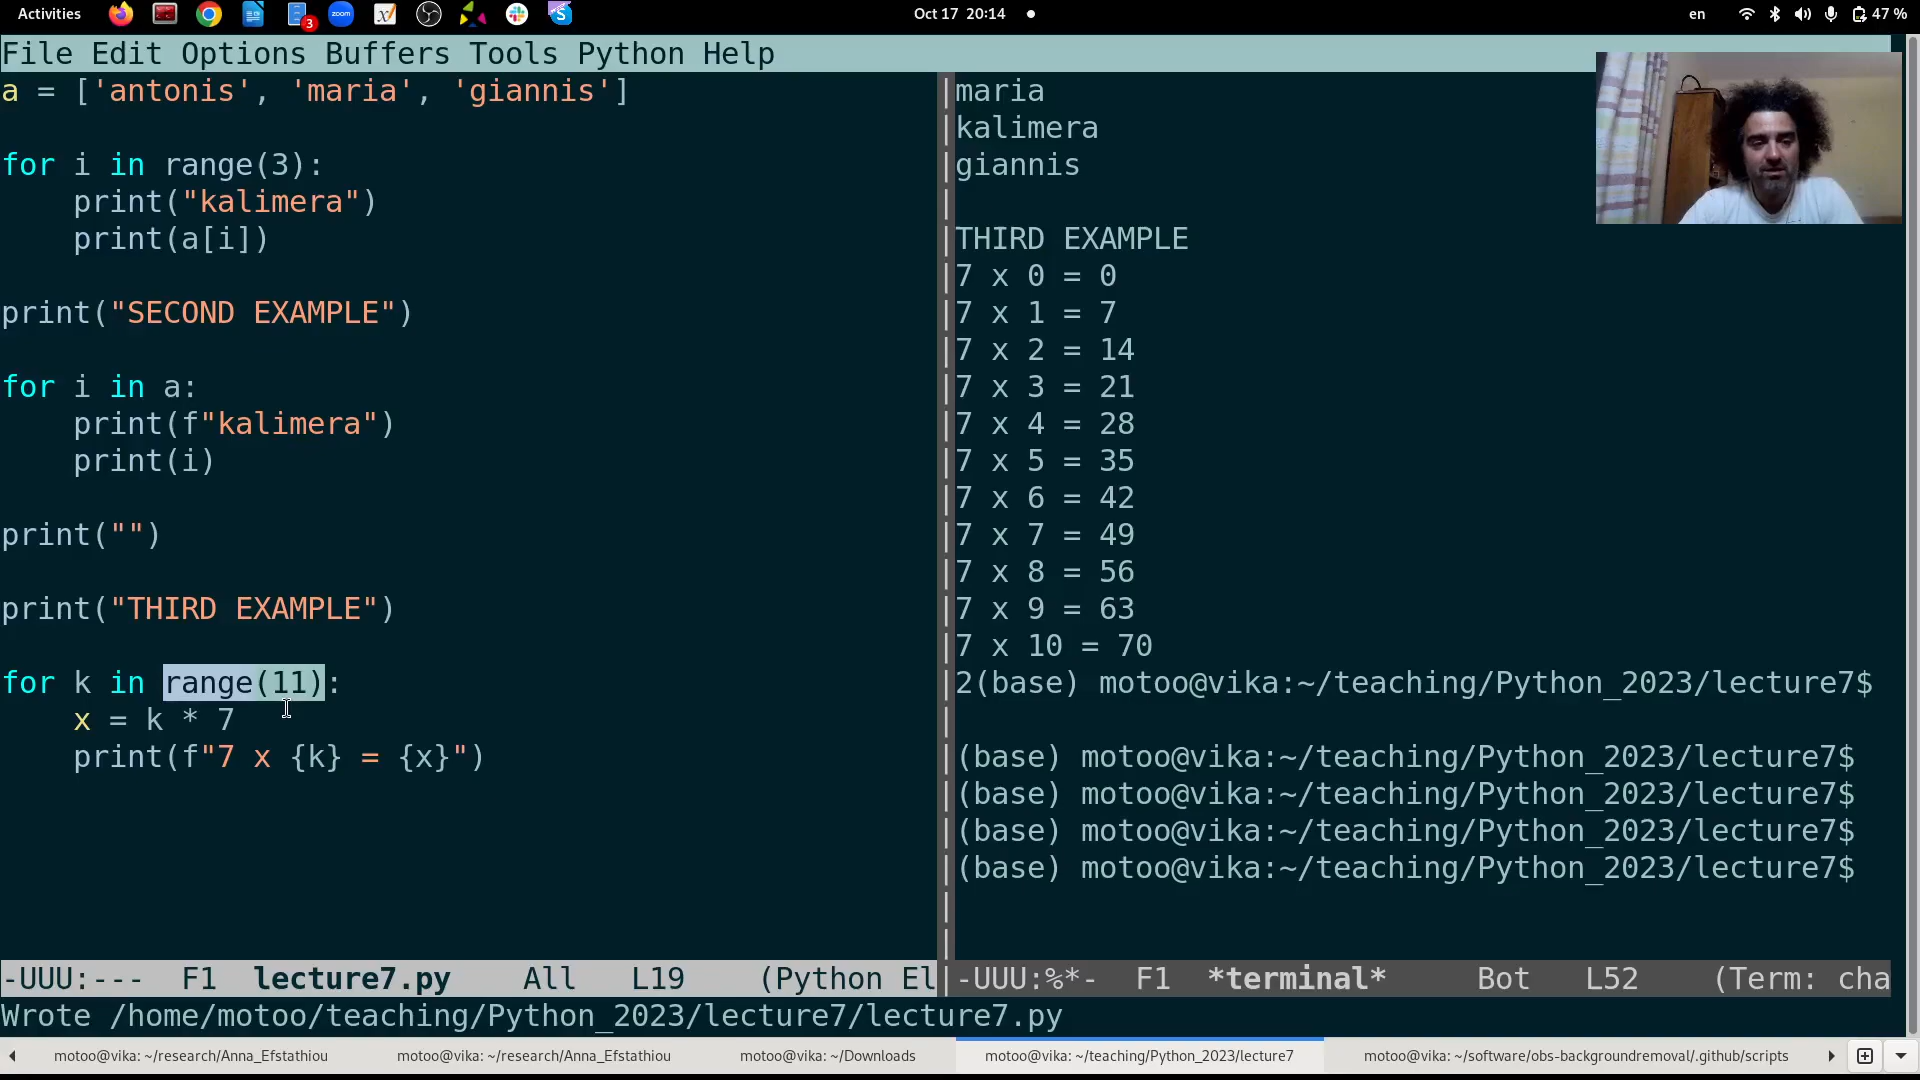 Activities
3
zoom
Oct 17 20:14
en
47 %
File Edit Options Buffers Tools Python Help
a = ['antonis', 'maria', 'giannis']
for i in range(3):
print("kalimera")
print(a[i])
print("SECOND EXAMPLE")
for i in a:
print(f"kalimera")
print(i)
print("")
print("THIRD EXAMPLE")
for k in range(11):
x = k * 7
print(f"7 x {k} = {x}")
-UUU:--- F1 lecture7.py All L19 (Python El
maria
kalimera
giannis
THIRD EXAMPLE
7 x 0 = 0
7 x 1 = 7
7 x 2 = 14
7 x 3 = 21
7 x 4 = 28
7 x 5 = 35
7 x 6 = 42
7 x 7 = 49
7 x 8 = 56
7 x 9 = 63
7 x 10 = 70
2(base) motoo@vika:~/teaching/Python_2023/lecture7$
(base) motoo@vika:~/teaching/Python_2023/lecture7$
(base) motoo@vika:~/teaching/Python_2023/lecture7$
(base) motoo@vika:~/teaching/Python_2023/lecture7$
(base) motoo@vika:~/teaching/Python_2023/lecture7$
-UUU:%*- F1 *terminal* Bot L52 (Term: cha
Wrote /home/motoo/teaching/Python_2023/lecture7/lecture7.py
motoo@vika: ~/research/Anna_Efstathiou
motoo@vika: ~/research/Anna_Efstathiou
motoo@vika: ~/Downloads
motoo@vika: ~/teaching/Python_2023/lecture7
motoo@vika: ~/software/obs-backgroundremoval/.github/scripts